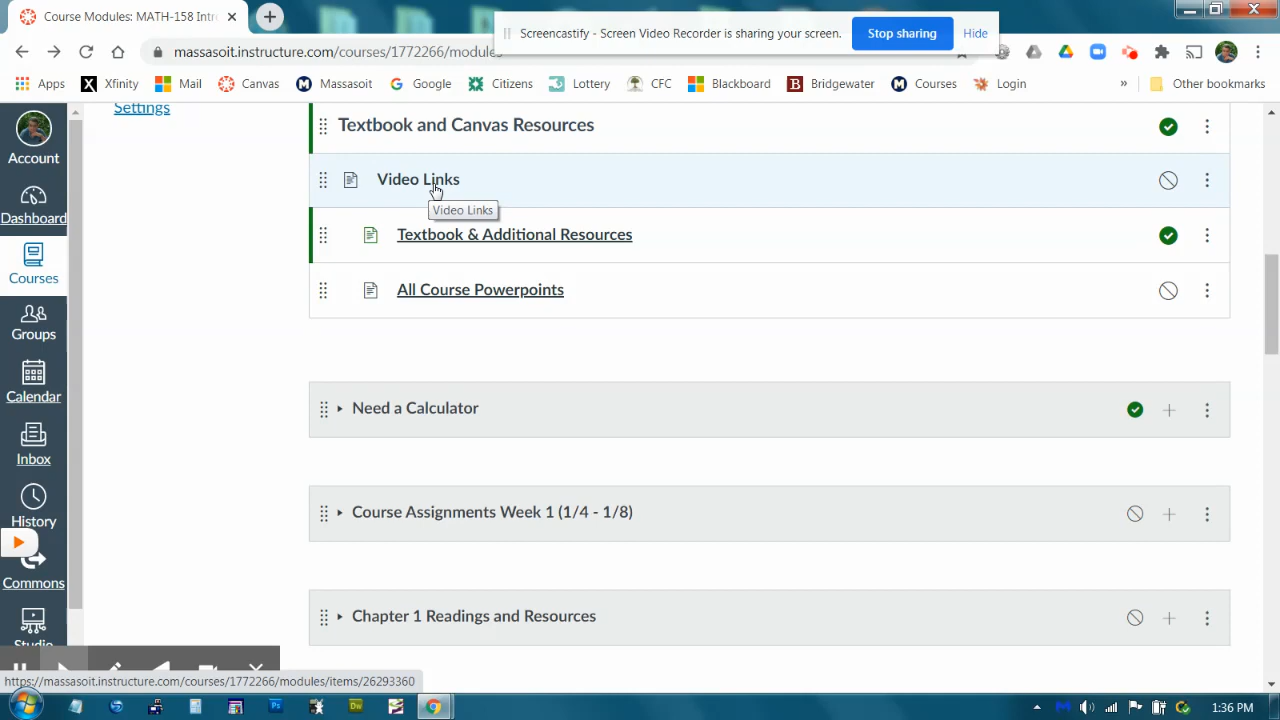 Course Modules: MATH-158 Intr
Screencastify - Screen Video Recorder is sharing your screen.
Stop sharing
Hide
massasoit.instructure.com/courses/1772266/modules
Apps
Xfinity
Mail
Canvas
Massasoit
Google
Citizens
Lottery
CFC
Blackboard
Bridgewater
Courses
Login
»
Other bookmarks
Settings
Account
Dashboard
Courses
Groups
Calendar
Inbox
History
Commons
Studio
Textbook and Canvas Resources
Video Links
Video Links
Textbook & Additional Resources
All Course Powerpoints
Need a Calculator
Course Assignments Week 1 (1/4 - 1/8)
Chapter 1 Readings and Resources
https://massasoit.instructure.com/courses/1772266/modules/items/26293360
1:36 PM